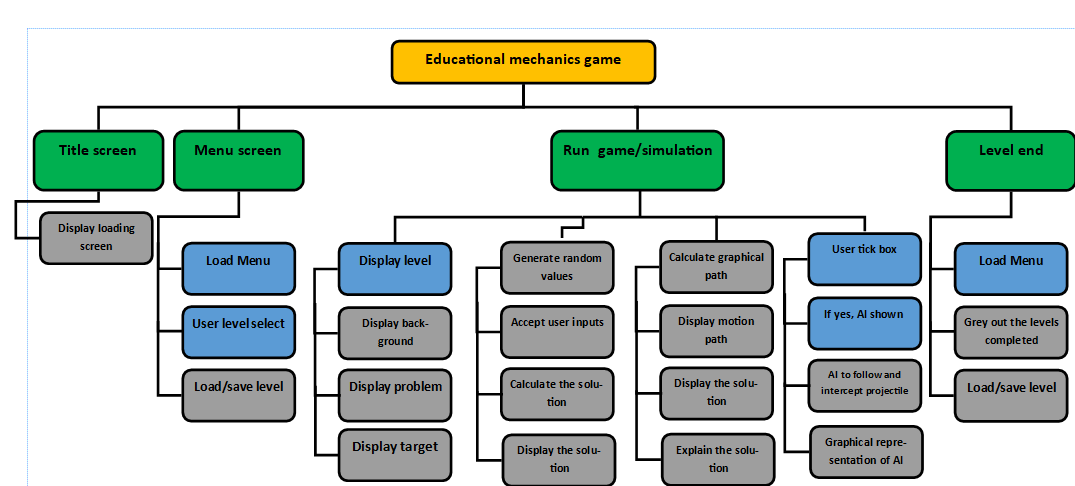 Educational mechanics game
Title screen
Menu screen
Run game/simulation
Level end
Display loading
screen
Load Menu
User level select
Load/save level
Display level
Display back-
ground
Display problem
Display target
Generate random
values
Accept user inputs
Calculate the solu-
tion
Display the solu-
tion
Calculate graphical
path
Display motion
path
Display the solu-
tion
Explain the solu-
tion
User tick box
If yes, AI shown
AI to follow and
intercept projectile
Graphical repre-
sentation of AI
Load Menu
Grey out the levels
completed
Load/save level